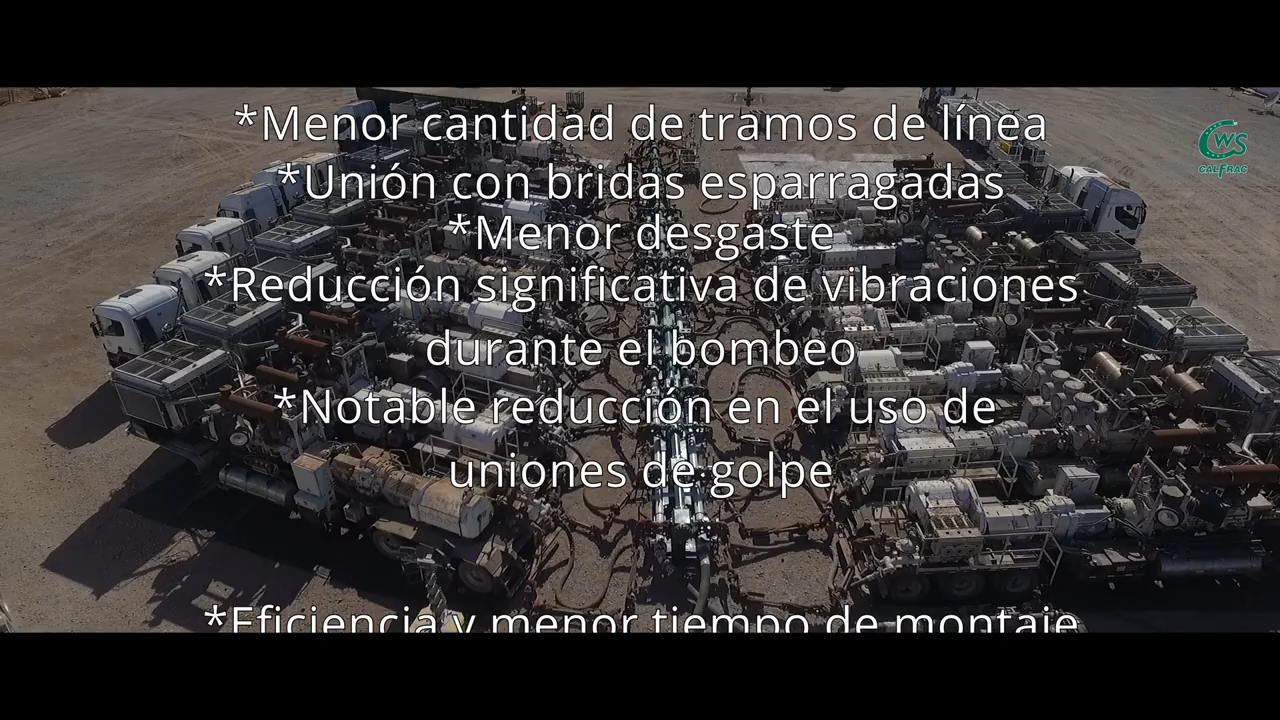 *Menor cantidad de tramos de línea
*Unión con bridas esparragadas
*Menor desgaste
*Reducción significativa de vibraciones
durante el bombeo
*Notable reducción en el uso de
uniones de golpe
*Eficiencia y menor tiempo de montaje
CWS
CALFRAC